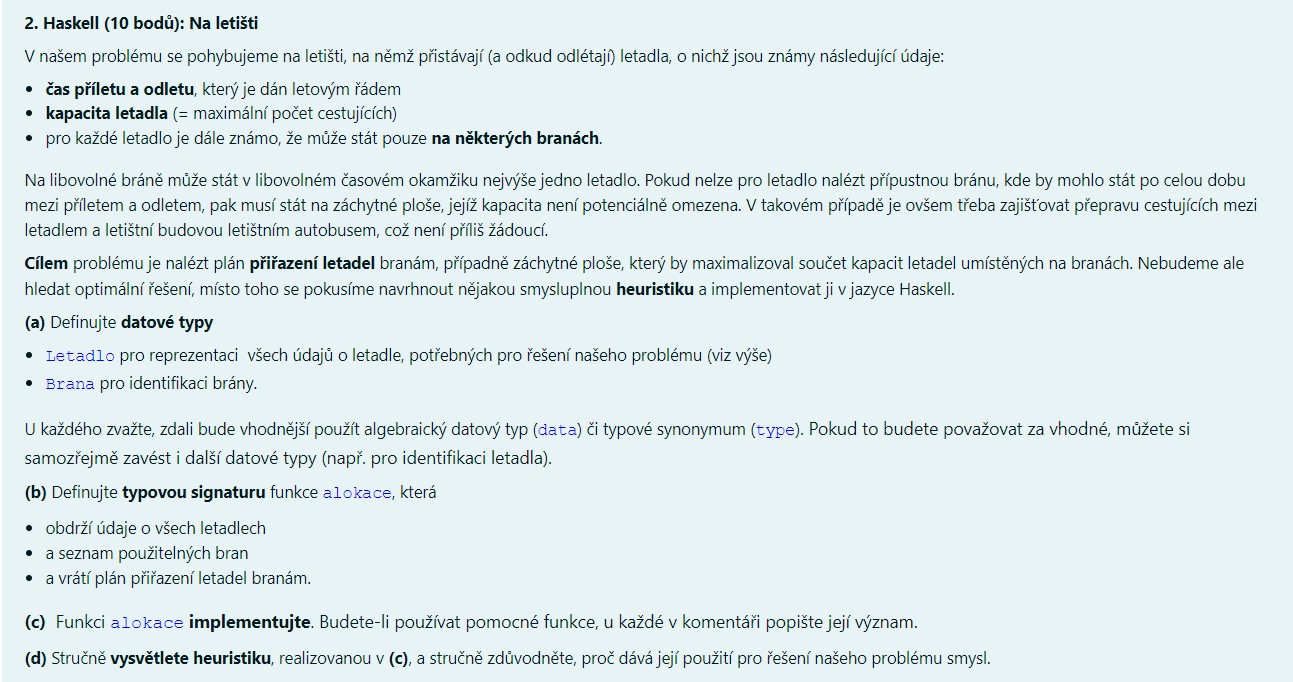 2. Haskell (10 bodů): Na letišti
V našem problému se pohybujeme na letišti, na němž přistávají (a odkud odlétají) letadla, o nichž jsou známy následující údaje:
• čas příletu a odletu, který je dán letovým řádem
• kapacita letadla (= maximální počet cestujících)
• pro každé letadlo je dále známo, že může stát pouze na některých branách.
Na libovolné bráně může stát v libovolném časovém okamžiku nejvýše jedno letadlo. Pokud nelze pro letadlo nalézt přípustnou bránu, kde by mohlo stát po celou dobu
mezi příletem a odletem, pak musí stát na záchytné ploše, jejíž kapacita není potenciálně omezena. V takovém případě je ovšem třeba zajišťovat přepravu cestujících mezi
letadlem a letištní budovou letištním autobusem, což není příliš žádoucí.
Cílem problému je nalézt plán přiřazení letadel branám, případně záchytné ploše, který by maximalizoval součet kapacit letadel umístěných na branách. Nebudeme ale
hledat optimální řešení, místo toho se pokusíme navrhnout nějakou smysluplnou heuristiku a implementovat ji v jazyce Haskell.
(a) Definujte datové typy
• Letadlo pro reprezentaci všech údajů o letadle, potřebných pro řešení našeho problému (viz výše)
• Brana pro identifikaci brány.
U každého zvažte, zdali bude vhodnější použít algebraický datový typ (data) či typové synonymum (type). Pokud to budete považovat za vhodné, můžete si
samozřejmě zavést i další datové typy (např. pro identifikaci letadla).
(b) Definujte typovou signaturu funkce alokace, která
• obdrží údaje o všech letadlech
• a seznam použitelných bran
• a vrátí plán přiřazení letadel branám.
(c) Funkci alokace implementujte. Budete-li používat pomocné funkce, u každé v komentáři popište její význam.
(d) Stručně vysvětlete heuristiku, realizovanou v (c), a stručně zdůvodněte, proč dává její použití pro řešení našeho problému smysl.